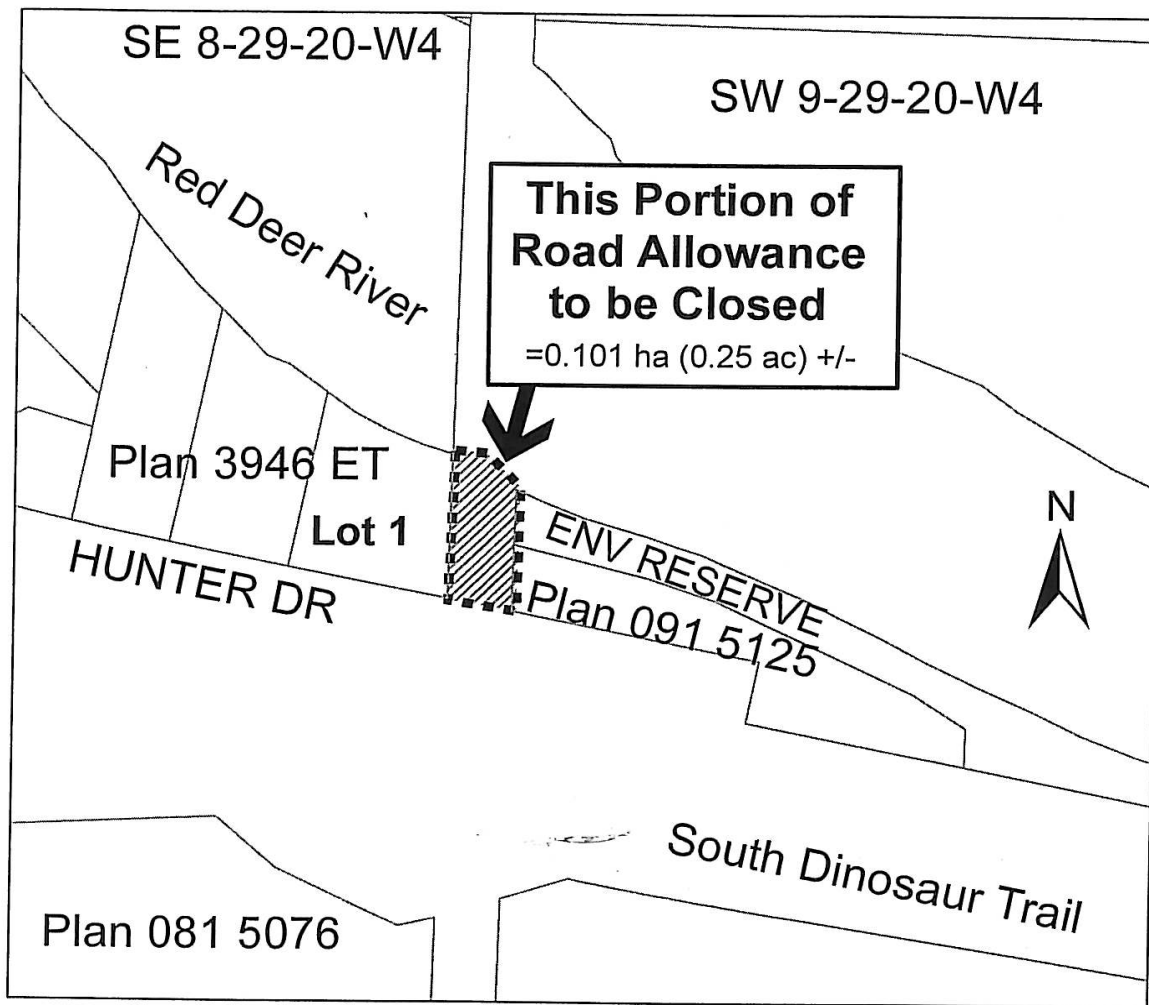 SE 8-29-20-W4
SW 9-29-20-W4
Red Deer River
This Portion of
Road Allowance
to be Closed
=0.101 ha (0.25 ac) +/-
Plan 3946 ET
Lot 1
N
HUNTER DR
ENV RESERVE
Plan 091 5125
South Dinosaur Trail
Plan 081 5076